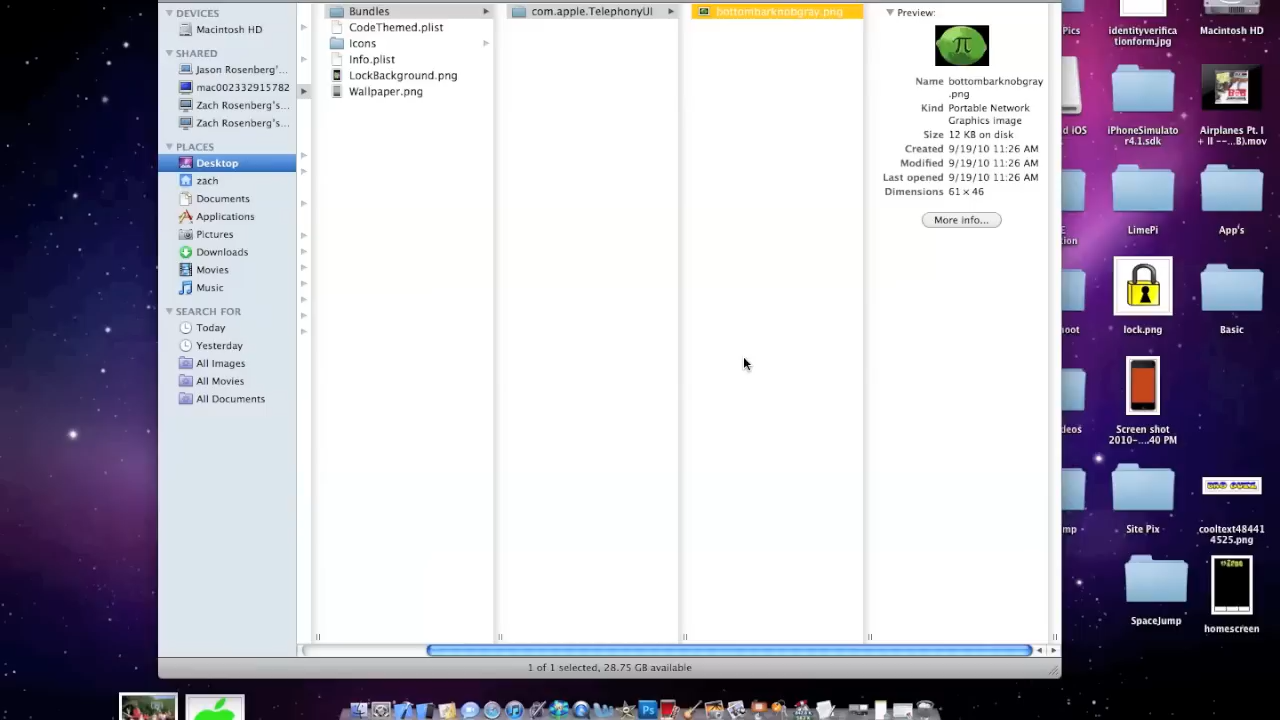 DEVICES
Macintosh HD
SHARED
Jason Rosenberg's...
mac002332915782
Zach Rosenberg's...
Zach Rosenberg's...
PLACES
Desktop
zach
Documents
Applications
Pictures
Downloads
Movies
Music
SEARCH FOR
Today
Yesterday
All Images
All Movies
All Documents
Bundles
CodeThemed.plist
Icons
Info.plist
LockBackground.png
Wallpaper.png
com.apple.TelephonyUI
bottombarknobgray.png
Preview:
Name bottombarknobgray
.png
Kind Portable Network
Graphics image
Size 12 KB on disk
Created 9/19/10 11:26 AM
Modified 9/19/10 11:26 AM
Last opened 9/19/10 11:26 AM
Dimensions 61 × 46
More info...
1 of 1 selected, 28.75 GB available
Pics
identityverifica
tionform.jpg
Macintosh HD
d iOS
iPhoneSimulato
r4.1.sdk
Airplanes Pt. I
+ II --...B).mov
tion
LimePi
App's
oot
lock.png
Basic
deos
Screen shot
2010-....40 PM
mp
Site Pix
cooltext48441
4525.png
SpaceJump
homescreen